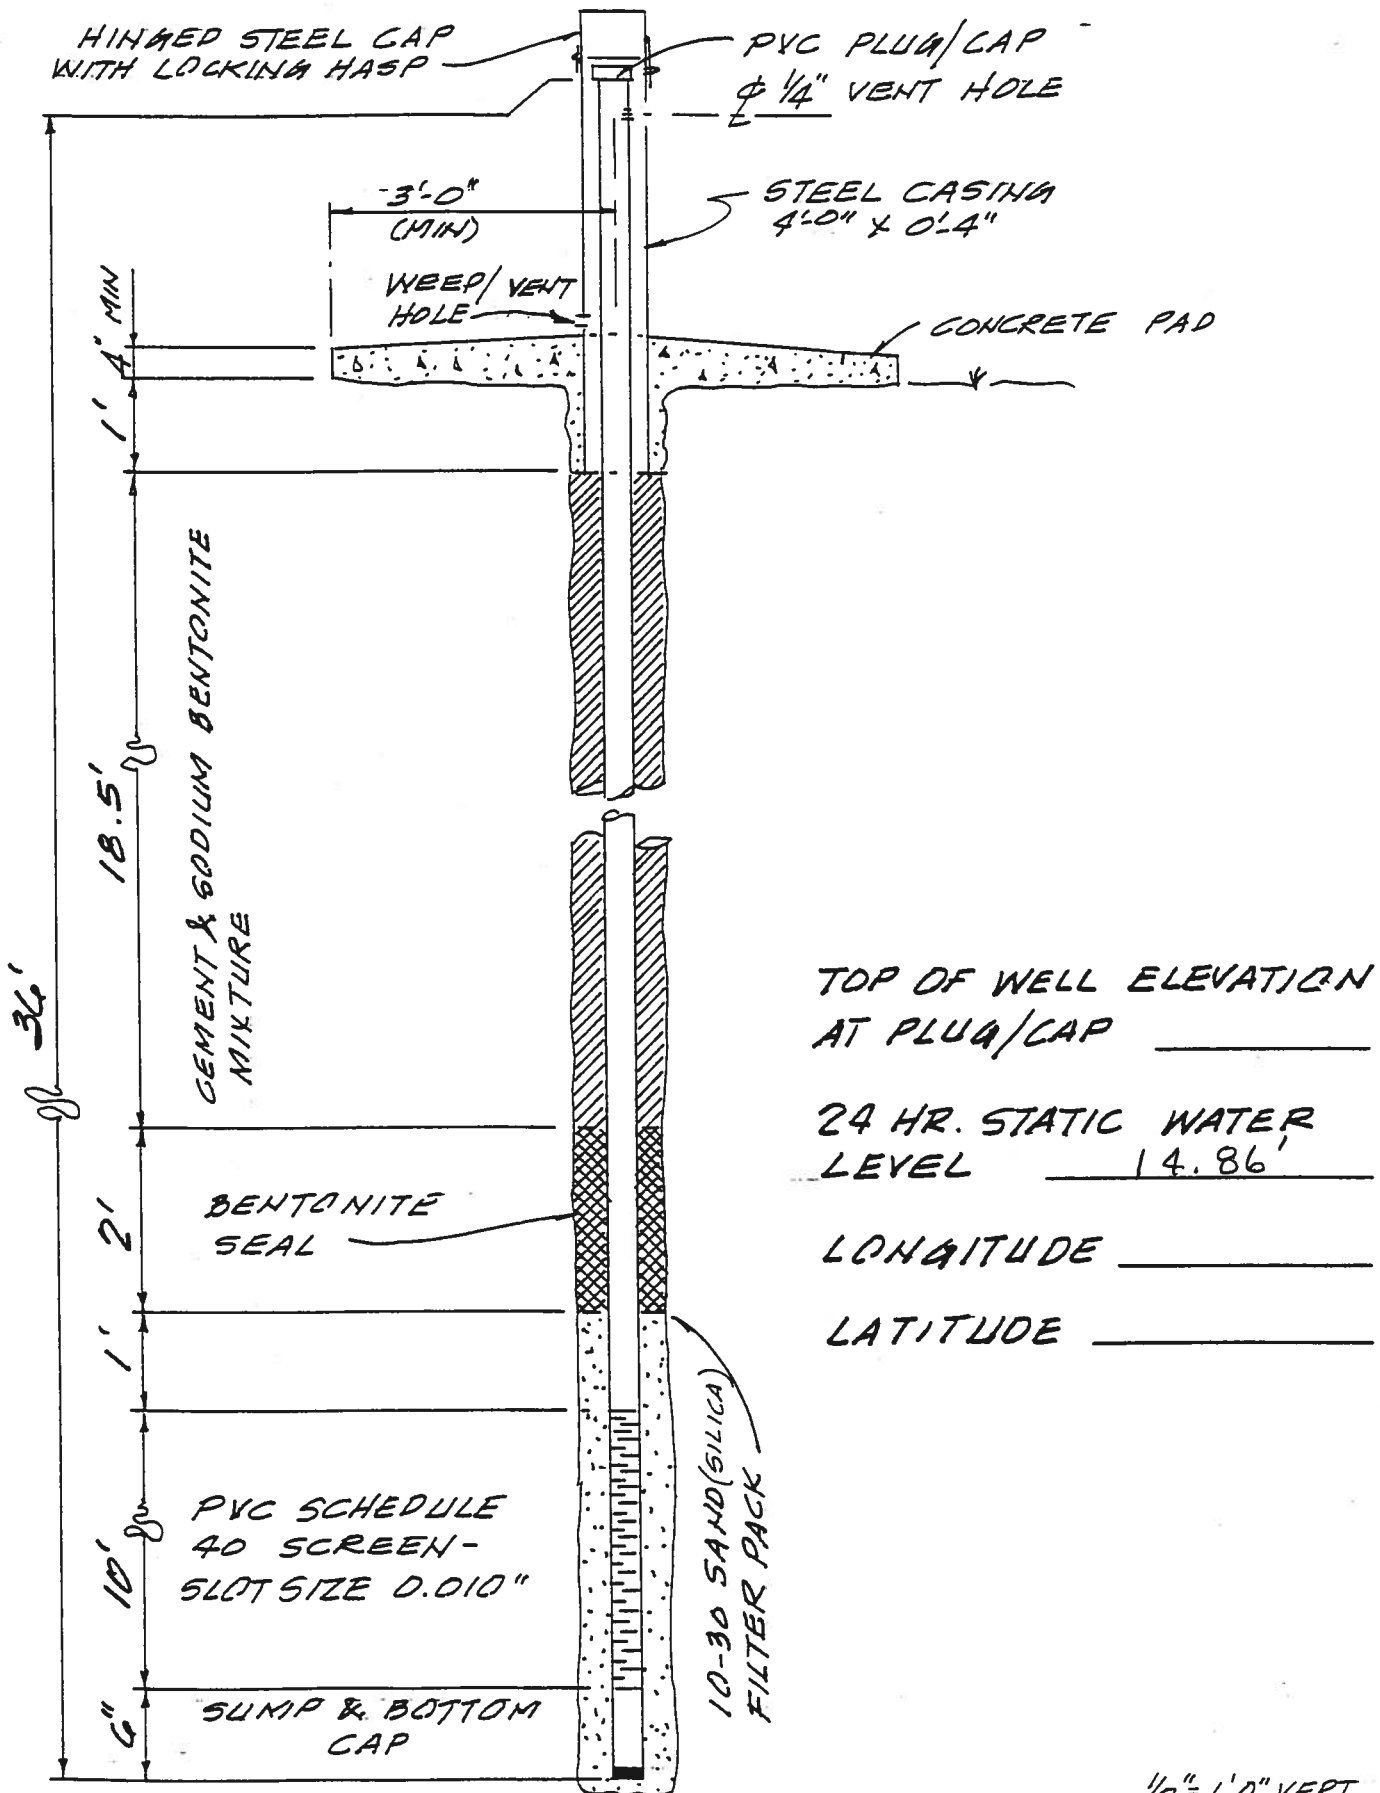 HINGED STEEL CAP
WITH LOCKING HASP
PVC PLUG/CAP
¢ 1/4" VENT HOLE
3'-0"
(MIN)
STEEL CASING
4'-0" X 0'-4"
WEEP/VENT
HOLE
4" MIN
CONCRETE PAD
1'
18.5'
CEMENT & SODIUM BENTONITE
MIXTURE
36'
TOP OF WELL ELEVATION
AT PLUG/CAP
24 HR. STATIC WATER
LEVEL 14.86'
LONGITUDE
LATITUDE
2'
BENTONITE
SEAL
1'
10-30 SAND (SILICA)
FILTER PACK
10'
PVC SCHEDULE
40 SCREEN-
SLOT SIZE 0.010"
6"
SUMP & BOTTOM
CAP